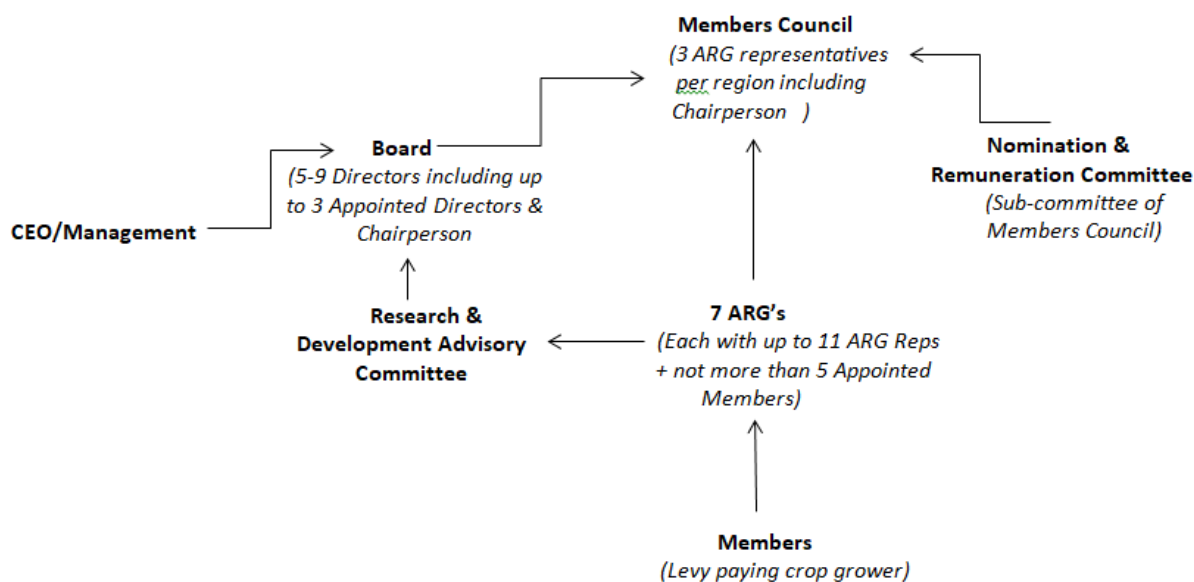 Members Council
(3 ARG representatives
per region including
Chairperson )
Board
(5-9 Directors including up
to 3 Appointed Directors &
Chairperson
Nomination &
Remuneration Committee
(Sub-committee of
Members Council)
CEO/Management
Research &
Development Advisory
Committee
7 ARG's
(Each with up to 11 ARG Reps
+ not more than 5 Appointed
Members)
Members
(Levy paying crop grower)